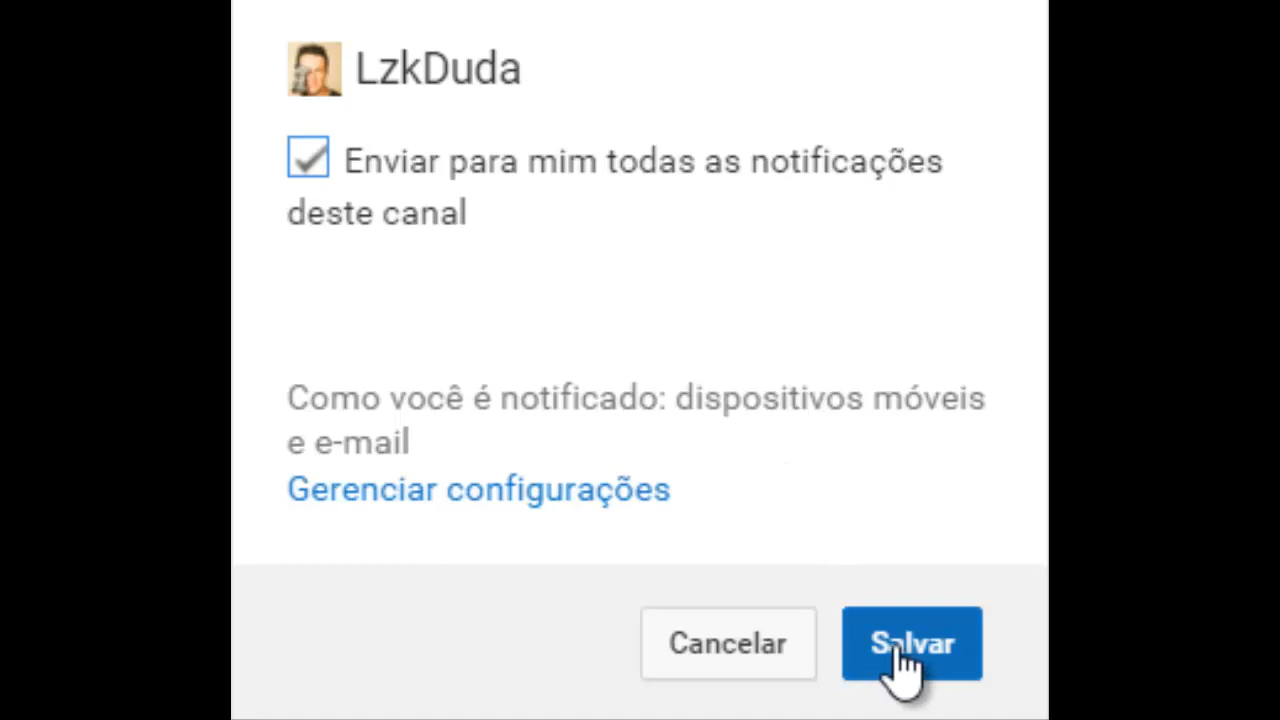 LzkDuda
Enviar para mim todas as notificações
deste canal
Como você é notificado: dispositivos móveis
e e-mail
Gerenciar configurações
Cancelar
Salvar